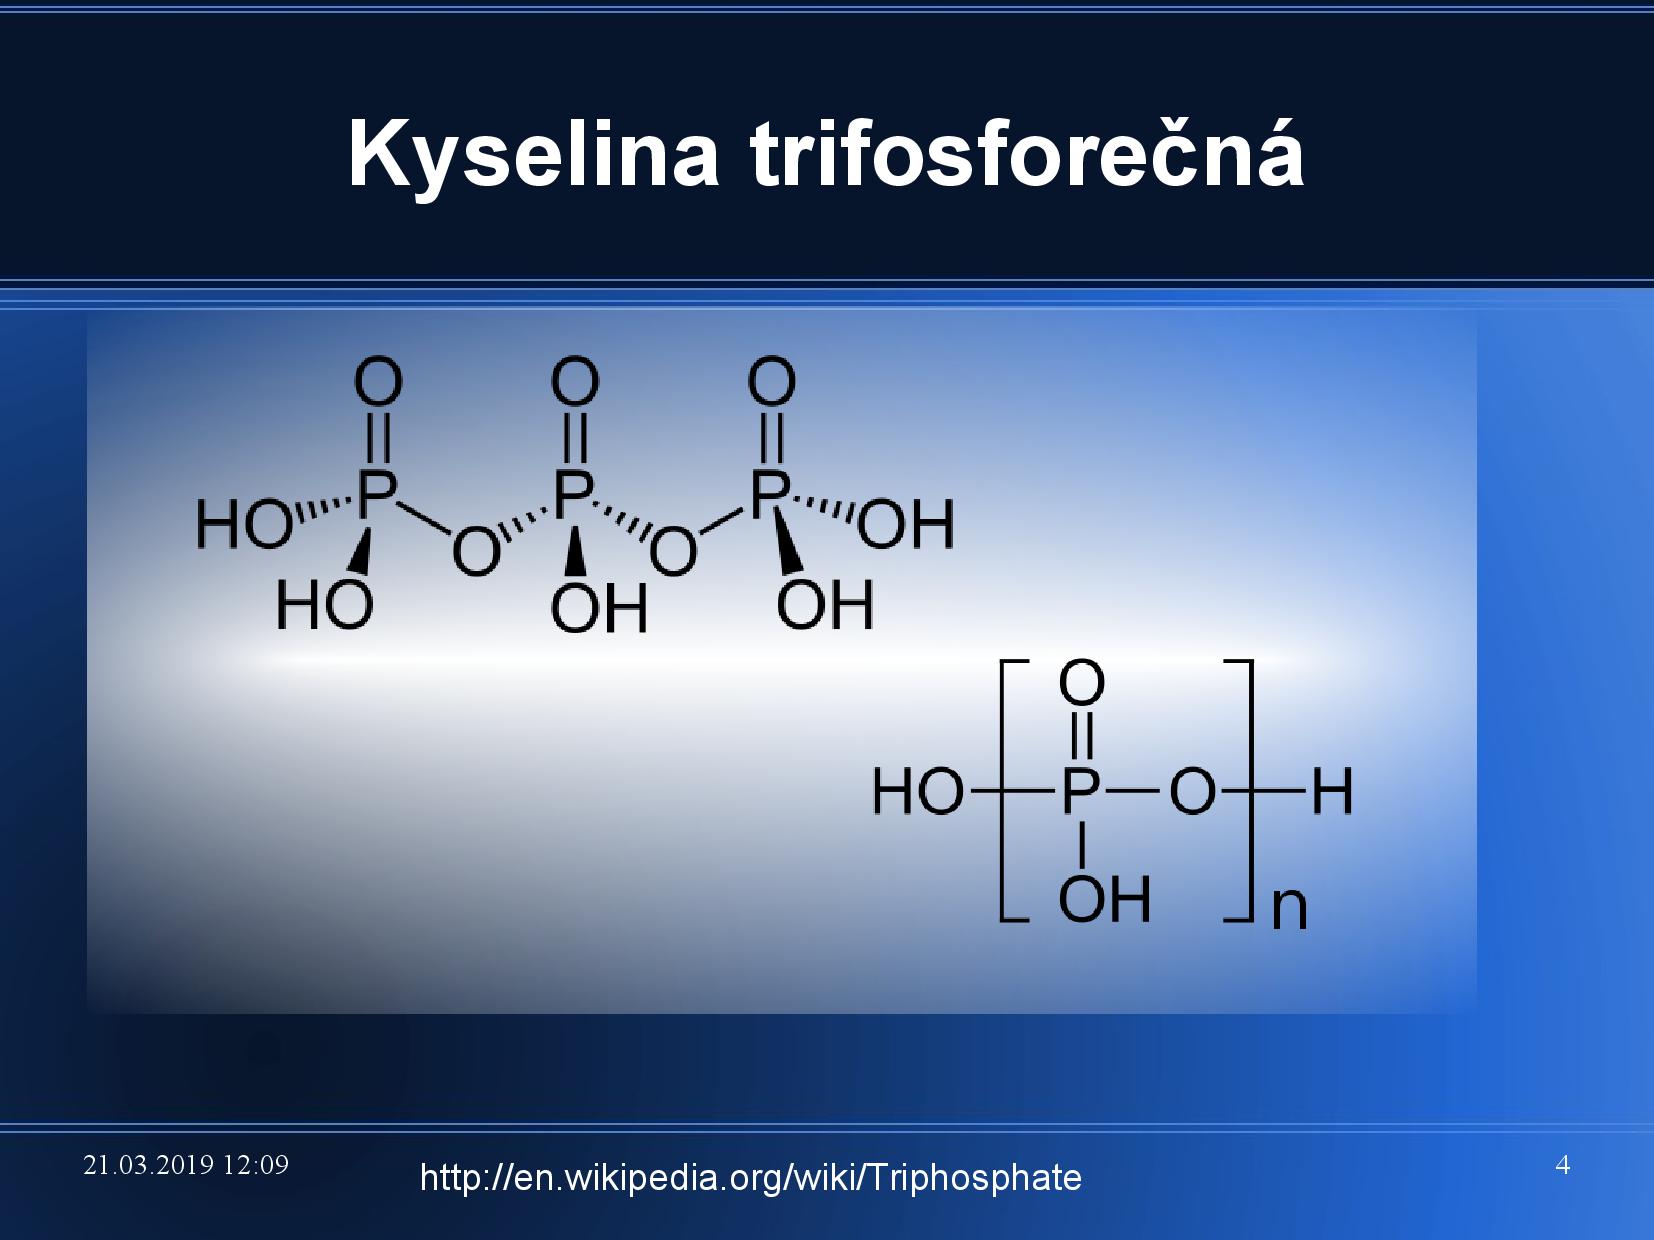 Kyselina trifosforečná
O O O
HO P O P O P OH
HO OH OH
O
HO P O H
OH n
21.03.2019 12:09
http://en.wikipedia.org/wiki/Triphosphate
4